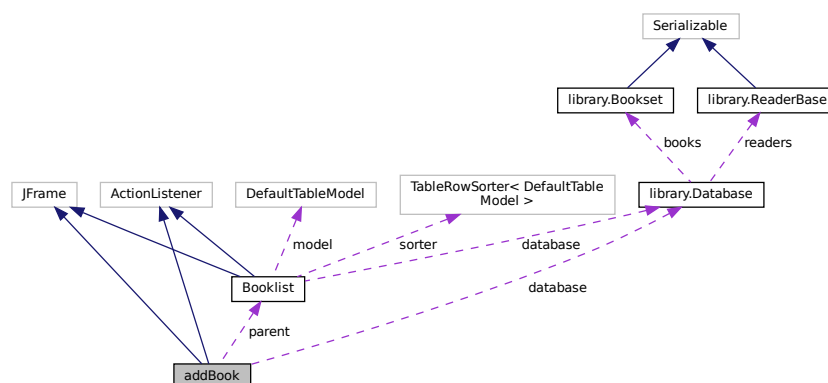 Serializable
library.Bookset
library.ReaderBase
books
readers
JFrame
ActionListener
DefaultTableModel
TableRowSorter< DefaultTable
Model >
library.Database
model
sorter
database
Booklist
database
parent
addBook